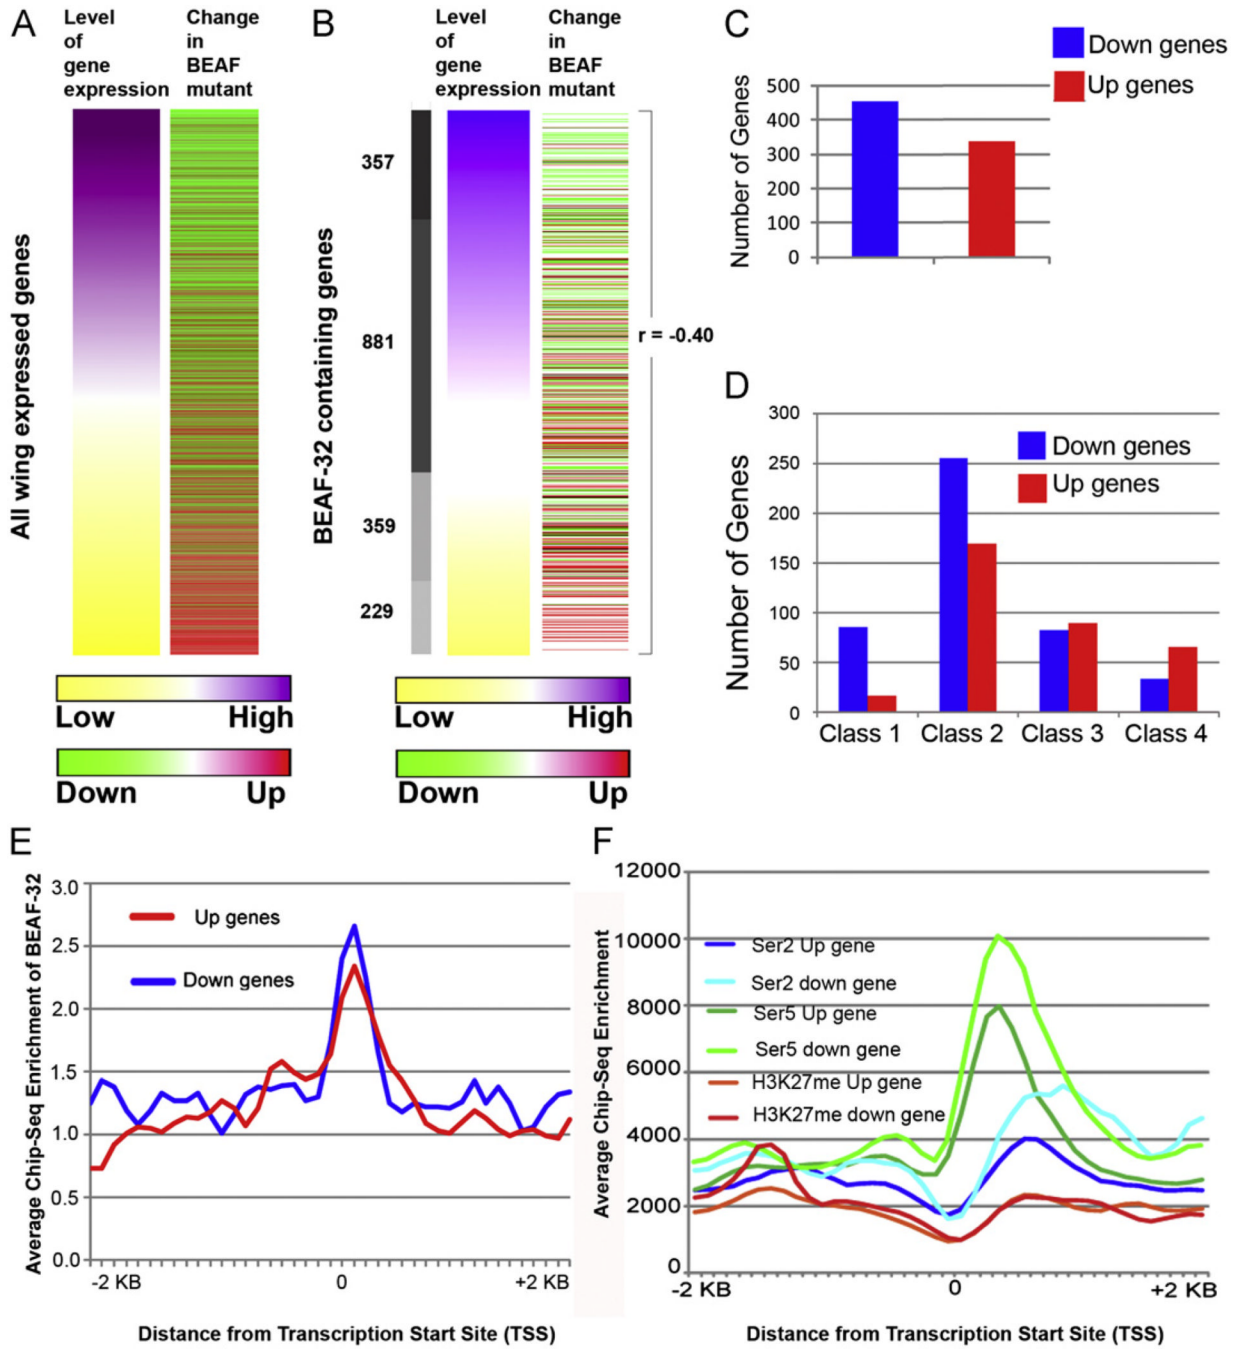 A
Level
of
gene
expression
Change
in
BEAF
mutant
All wing expressed genes
Low High
Down Up
B
Level
of
gene
expression
Change
in
BEAF
mutant
BEAF-32 containing genes
357
881
359
229
r = -0.40
Low High
Down Up
C
Down genes
Up genes
Number of Genes
500
400
300
200
100
0
D
Down genes
Up genes
Number of Genes
300
250
200
150
100
50
0
Class 1 Class 2 Class 3 Class 4
E
Average Chip-Seq Enrichment of BEAF-32
3.0
2.5
2.0
1.5
1.0
0.5
0.0
Up genes
Down genes
-2 KB 0 +2 KB
Distance from Transcription Start Site (TSS)
F
Average Chip-Seq Enrichment
12000
10000
8000
6000
4000
2000
0
Ser2 Up gene
Ser2 down gene
Ser5 Up gene
Ser5 down gene
H3K27me Up gene
H3K27me down gene
-2 KB 0 +2 KB
Distance from Transcription Start Site (TSS)